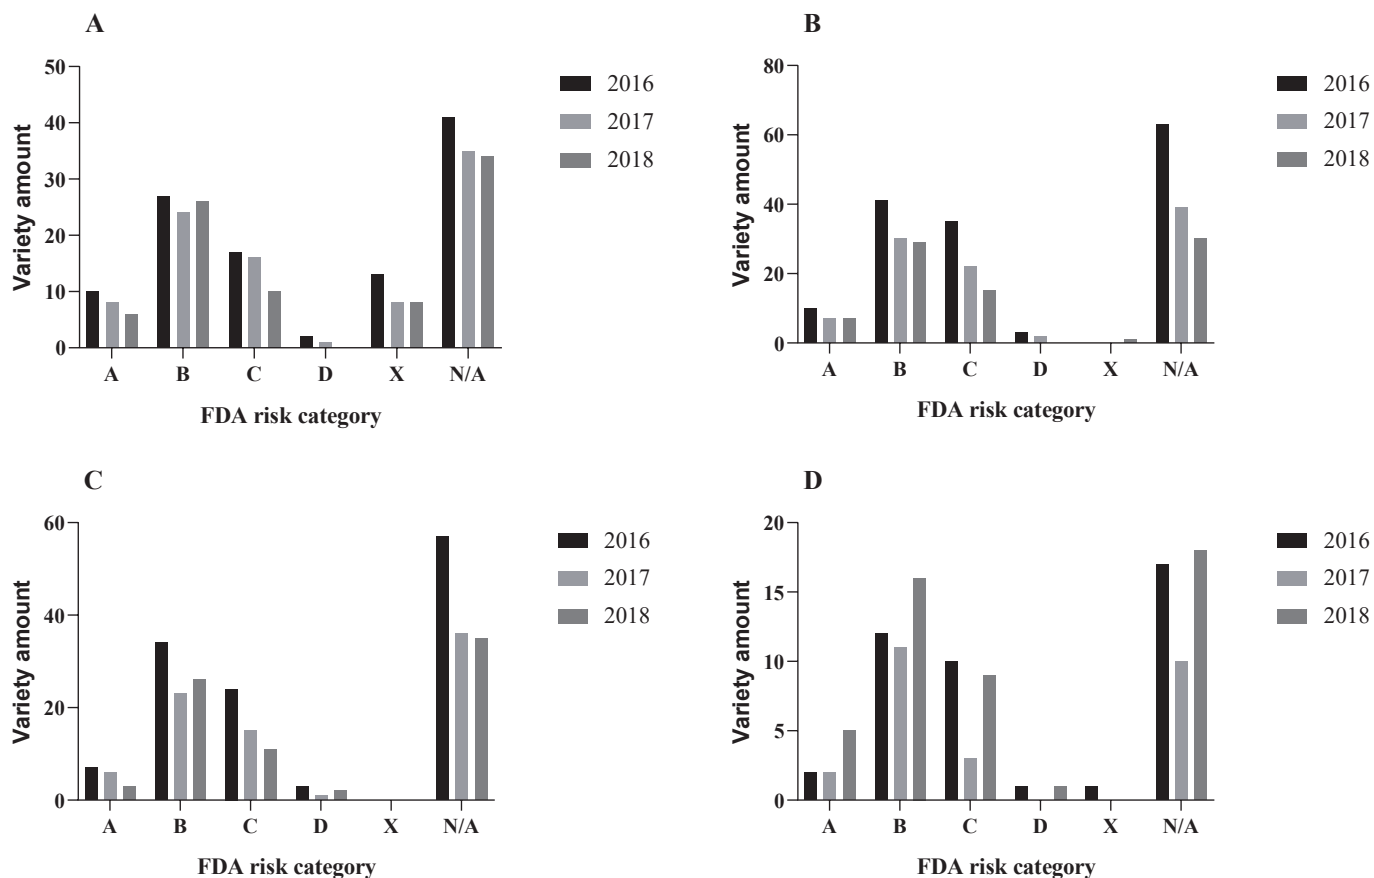 A
50
40
30
20
10
0
Variety amount
A B C D X N/A
FDA risk category
2016
2017
2018
B
80
60
40
20
0
Variety amount
A B C D X N/A
FDA risk category
2016
2017
2018
C
60
40
20
0
Variety amount
A B C D X N/A
FDA risk category
2016
2017
2018
D
20
15
10
5
0
Variety amount
A B C D X N/A
FDA risk category
2016
2017
2018